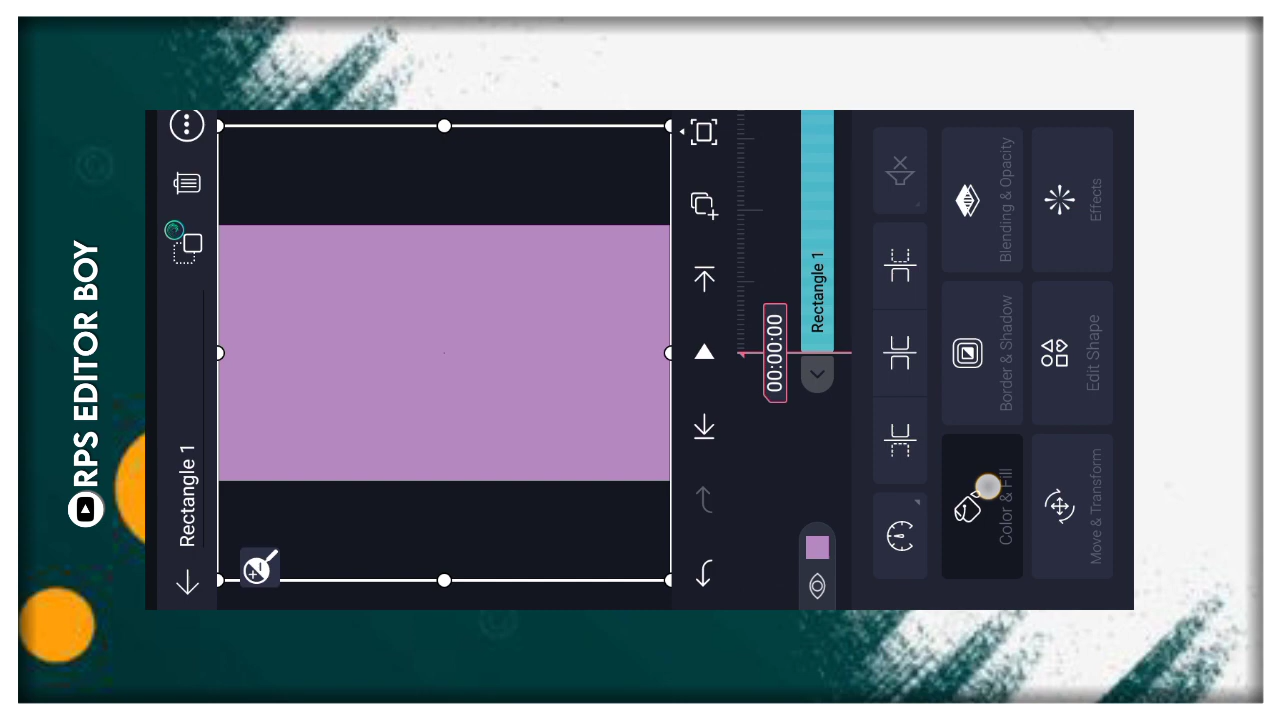 RPS EDITOR BOY
Rectangle 1
00:00:00
Rectangle 1
Color & Fill
Border & Shadow
Blending & Opacity
Move & Transform
Edit Shape
Effects